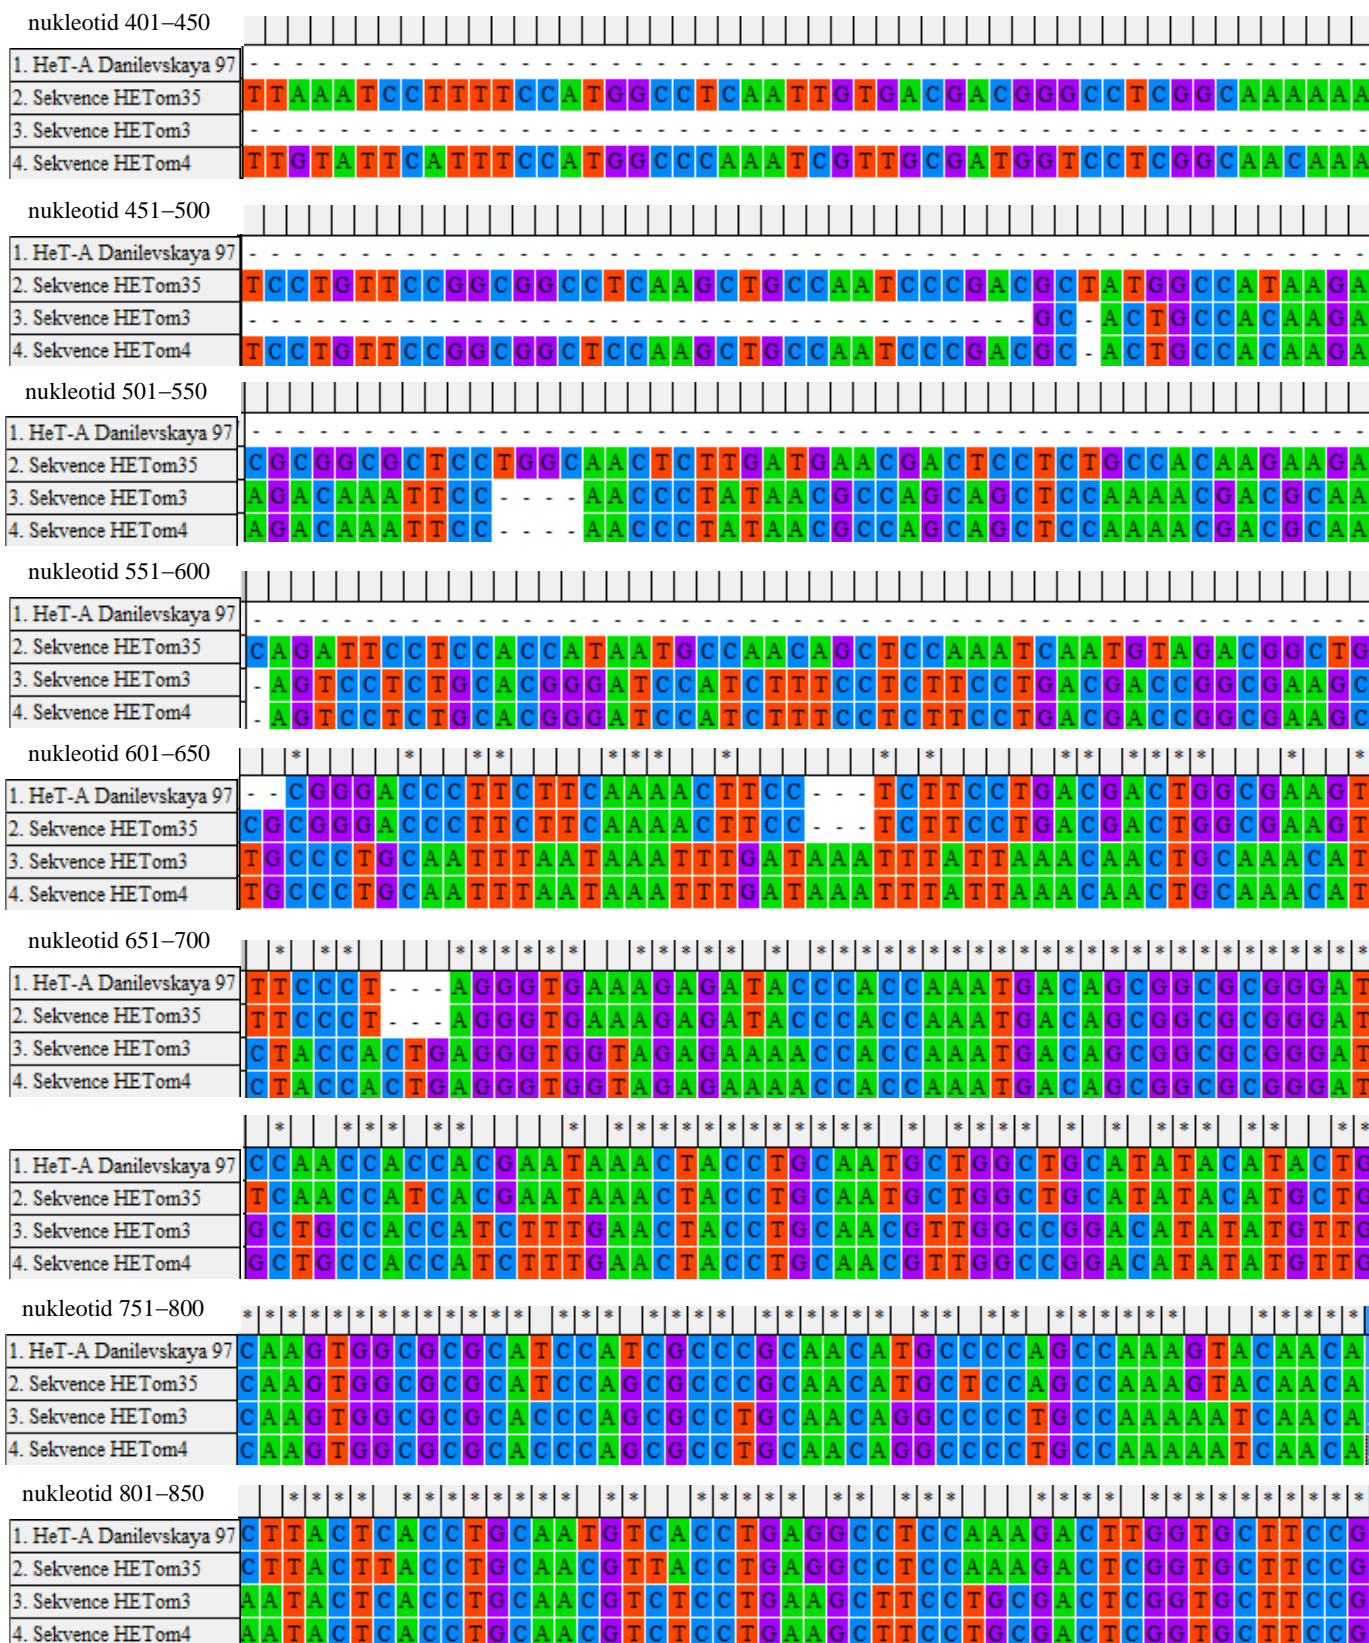 nukleotid 401–450
1. HeT-A Danilevskaya 97 - - - - - - - - - - - - - - - - - - - - - - - - - - - - - - - - - - - - - - - - - - - - - - - - - -
2. Sekvence HETom35 TTAAATCCTTTTCCATGGCCTCAATTGTGACGACGGGCCTCGGCAAAAAA
3. Sekvence HETom3 - - - - - - - - - - - - - - - - - - - - - - - - - - - - - - - - - - - - - - - - - - - - - - - - - -
4. Sekvence HETom4 TTGTATTCATTTCCATGGCCCAAATCGTTGCGATGGTCCTCGGCAACAAA
nukleotid 451–500
1. HeT-A Danilevskaya 97 - - - - - - - - - - - - - - - - - - - - - - - - - - - - - - - - - - - - - - - - - - - - - - - - - -
2. Sekvence HETom35 TCCTGTTCCGGCGGCCTCAAGCTGCCAATCCCGACGCTATGGCCATAAGA
3. Sekvence HETom3 - - - - - - - - - - - - - - - - - - - - - - - - - - - - - - - - - - - GC-ACTGCCACAAGA
4. Sekvence HETom4 TCCTGTTCCGGCGGCTCCAAGCTGCCAATCCCGACGC-ACTGCCACAAGA
nukleotid 501–550
1. HeT-A Danilevskaya 97 - - - - - - - - - - - - - - - - - - - - - - - - - - - - - - - - - - - - - - - - - - - - - - - - - -
2. Sekvence HETom35 CGCGGCGCTCCTGGCAACTCTTGATGAACGACTCCTCTGCCACAAGAAGA
3. Sekvence HETom3 AGACAAATTCC----AACCCTATAACGCCAGCAGCTCCAAAACGACGCAA
4. Sekvence HETom4 AGACAAATTCC----AACCCTATAACGCCAGCAGCTCCAAAACGACGCAA
nukleotid 551–600
1. HeT-A Danilevskaya 97 - - - - - - - - - - - - - - - - - - - - - - - - - - - - - - - - - - - - - - - - - - - - - - - - - -
2. Sekvence HETom35 CAGATTCCTCCACCATAATGCCAACAGCTCCAAATCAATGTAGACGGCTG
3. Sekvence HETom3 -AGTCCTCTGCACGGGATCCATCTTTCCTCTTCCTGACGACCGGCGAAGC
4. Sekvence HETom4 -AGTCCTCTGCACGGGATCCATCTTTCCTCTTCCTGACGACCGGCGAAGC
nukleotid 601–650 * * * * * * * * * * * * * * * * * *
1. HeT-A Danilevskaya 97 --CGGGACCCTTCTTCAAAACTTCC---TCTTCCTGACGACTGGCGAAGT
2. Sekvence HETom35 CGCGGGACCCTTCTTCAAAACTTCC---TCTTCCTGACGACTGGCGAAGT
3. Sekvence HETom3 TGCCCTGCAATTTAATAAATTTGATAAATTTATTAAACAACTGCAAACAT
4. Sekvence HETom4 TGCCCTGCAATTTAATAAATTTGATAAATTTATTAAACAACTGCAAACAT
nukleotid 651–700 * * * * * * * * * * * * * * * * * * * * * * * * * * * * * * * * * * * * * * *
1. HeT-A Danilevskaya 97 TTCCCT---AGGGTGAAAGAGATACCCACCAAATGACAGCGGCGCGGGAT
2. Sekvence HETom35 TTCCCT---AGGGTGAAAGAGATACCCACCAAATGACAGCGGCGCGGGAT
3. Sekvence HETom3 CTACCACTGAGGGTGGTAGAGAAAACCACCAAATGACAGCGGCGCGGGAT
4. Sekvence HETom4 CTACCACTGAGGGTGGTAGAGAAAACCACCAAATGACAGCGGCGCGGGAT
* * * * * * * * * * * * * * * * * * * * * * * * * * * * * * * *
1. HeT-A Danilevskaya 97 CCAACCACCACGAATAAACTACCTGCAATGCTGGCTGCATATACATACTG
2. Sekvence HETom35 TCAACCATCACGAATAAACTACCTGCAATGCTGGCTGCATATACATGCTG
3. Sekvence HETom3 GCTGCCACCATCTTTGAACTACCTGCAACGTTGGCCGGACATATATGTTG
4. Sekvence HETom4 GCTGCCACCATCTTTGAACTACCTGCAACGTTGGCCGGACATATATGTTG
nukleotid 751–800 * * * * * * * * * * * * * * * * * * * * * * * * * * * * * * * * * * * * * * * * *
1. HeT-A Danilevskaya 97 CAAGTGGCGCGCATCCATCGCCCGCAACATGCCCCAGCCAAAGTACAACA
2. Sekvence HETom35 CAAGTGGCGCGCATCCAGCGCCCGCAACATGCTCCAGCCAAAGTACAACA
3. Sekvence HETom3 CAAGTGGCGCGCACCCAGCGCCTGCAACAGGCCCCTGCCAAAAATCAACA
4. Sekvence HETom4 CAAGTGGCGCGCACCCAGCGCCTGCAACAGGCCCCTGCCAAAAATCAACA
nukleotid 801–850 * * * * * * * * * * * * * * * * * * * * * * * * * * * * * * * * * * * * * *
1. HeT-A Danilevskaya 97 CTTACTCACCTGCAATGTCACCTGAGGCCTCCAAAGACTTGGTGCTTCCG
2. Sekvence HETom35 CTTACTTACCTGCAACGTTACCTGAGGCCTCCAAAGACTCGGTGCTTCCG
3. Sekvence HETom3 AATACTCACCTGCAACGTCTCCTGAAGCTTCCTGCGACTCGGTGCTTCCG
4. Sekvence HETom4 AATACTCACCTGCAACGTCTCCTGAAGCTTCCTGCGACTCGGTGCTTCCG